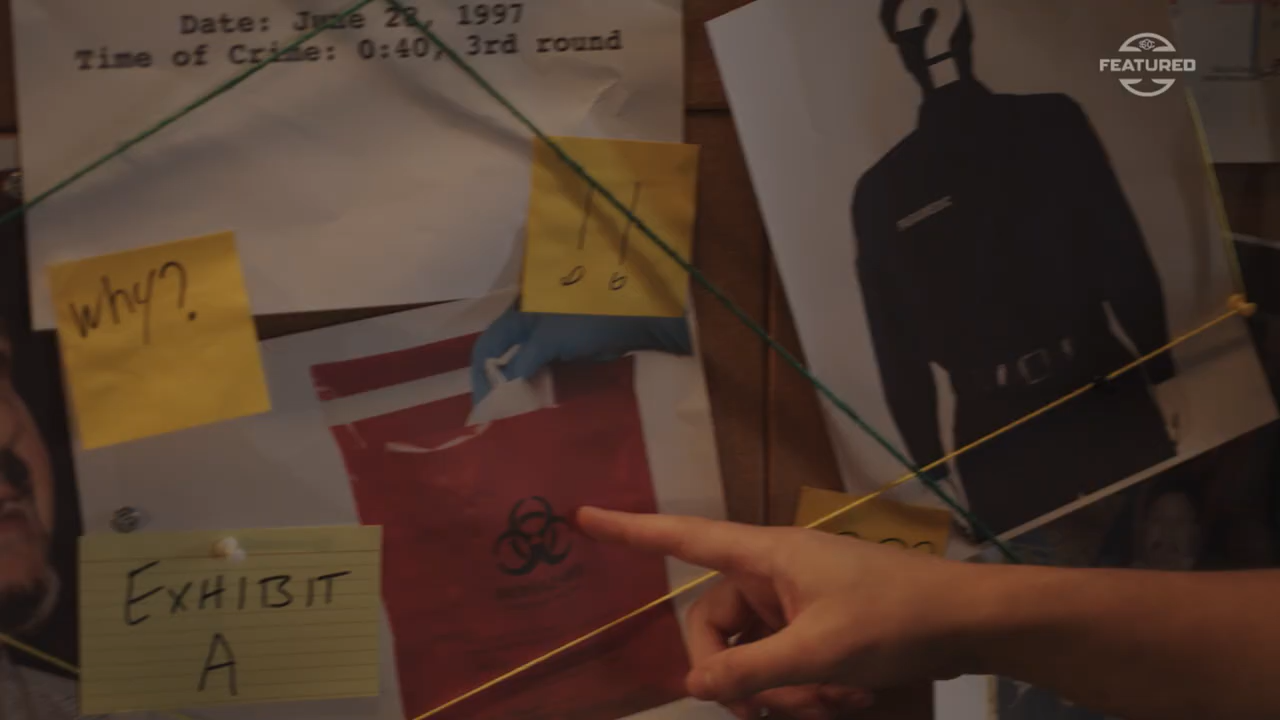 Date: June 28, 1997
Time of Crime: 0:40, 3rd round
FEATURED
!!
why?
EXHIBIT
A
?